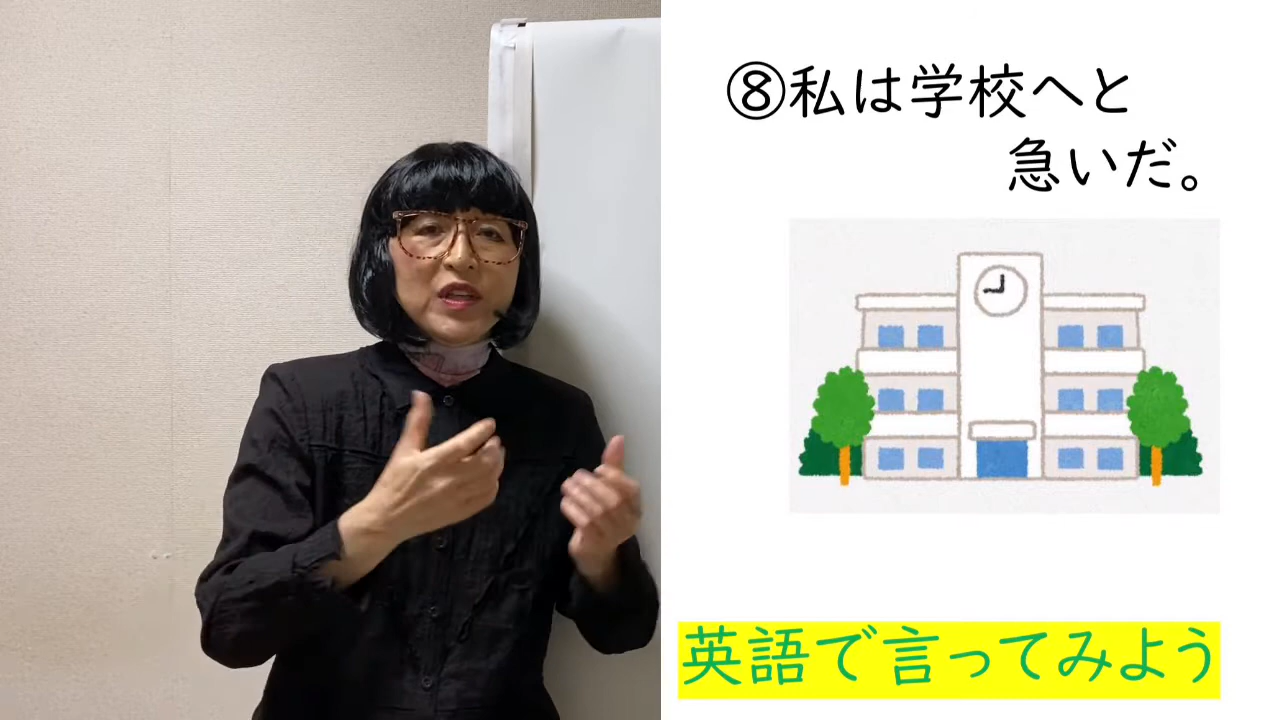 ⑧私は学校へと
急いだ。
英語で言ってみよう